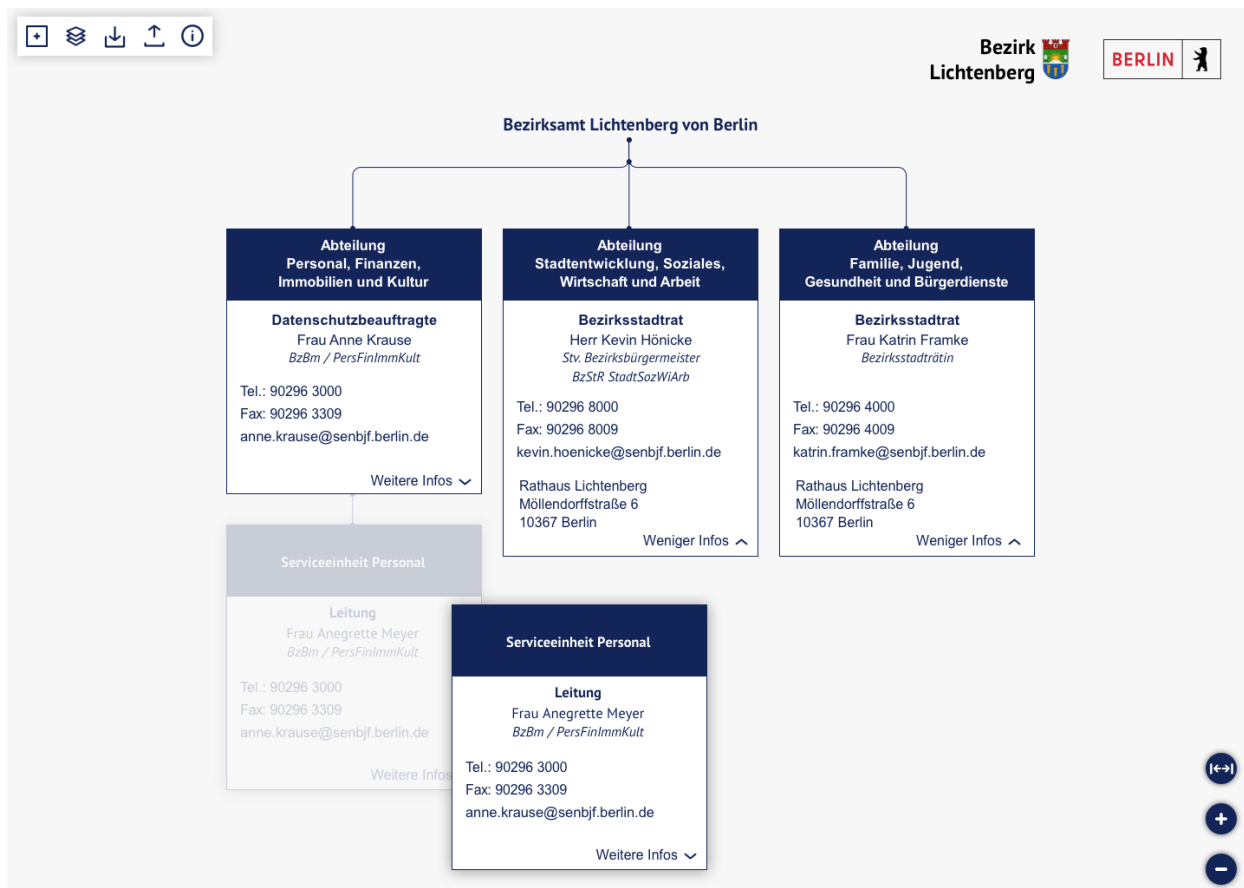 Bezirk
Lichtenberg
BERLIN
Bezirksamt Lichtenberg von Berlin
Abteilung
Personal, Finanzen,
Immobilien und Kultur
Datenschutzbeauftragte
Frau Anne Krause
BzBm / PersFinImmKult
Tel.: 90296 3000
Fax: 90296 3309
anne.krause@senbjf.berlin.de
Weitere Infos
Abteilung
Stadtentwicklung, Soziales,
Wirtschaft und Arbeit
Bezirksstadtrat
Herr Kevin Hönicke
Stv. Bezirksbürgermeister
BzStR StadtSozWiArb
Tel.: 90296 8000
Fax: 90296 8009
kevin.hoenicke@senbjf.berlin.de
Rathaus Lichtenberg
Möllendorffstraße 6
10367 Berlin
Weniger Infos
Abteilung
Familie, Jugend,
Gesundheit und Bürgerdienste
Bezirksstadtrat
Frau Katrin Framke
Bezirksstadträtin
Tel.: 90296 4000
Fax: 90296 4009
katrin.framke@senbjf.berlin.de
Rathaus Lichtenberg
Möllendorffstraße 6
10367 Berlin
Weniger Infos
Serviceeinheit Personal
Leitung
Frau Anegrette Meyer
BzBm / PersFinImmKult
Tel.: 90296 3000
Fax: 90296 3309
anne.krause@senbjf.berlin.de
Weitere Infos
Serviceeinheit Personal
Leitung
Frau Anegrette Meyer
BzBm / PersFinImmKult
Tel.: 90296 3000
Fax: 90296 3309
anne.krause@senbjf.berlin.de
Weitere Infos